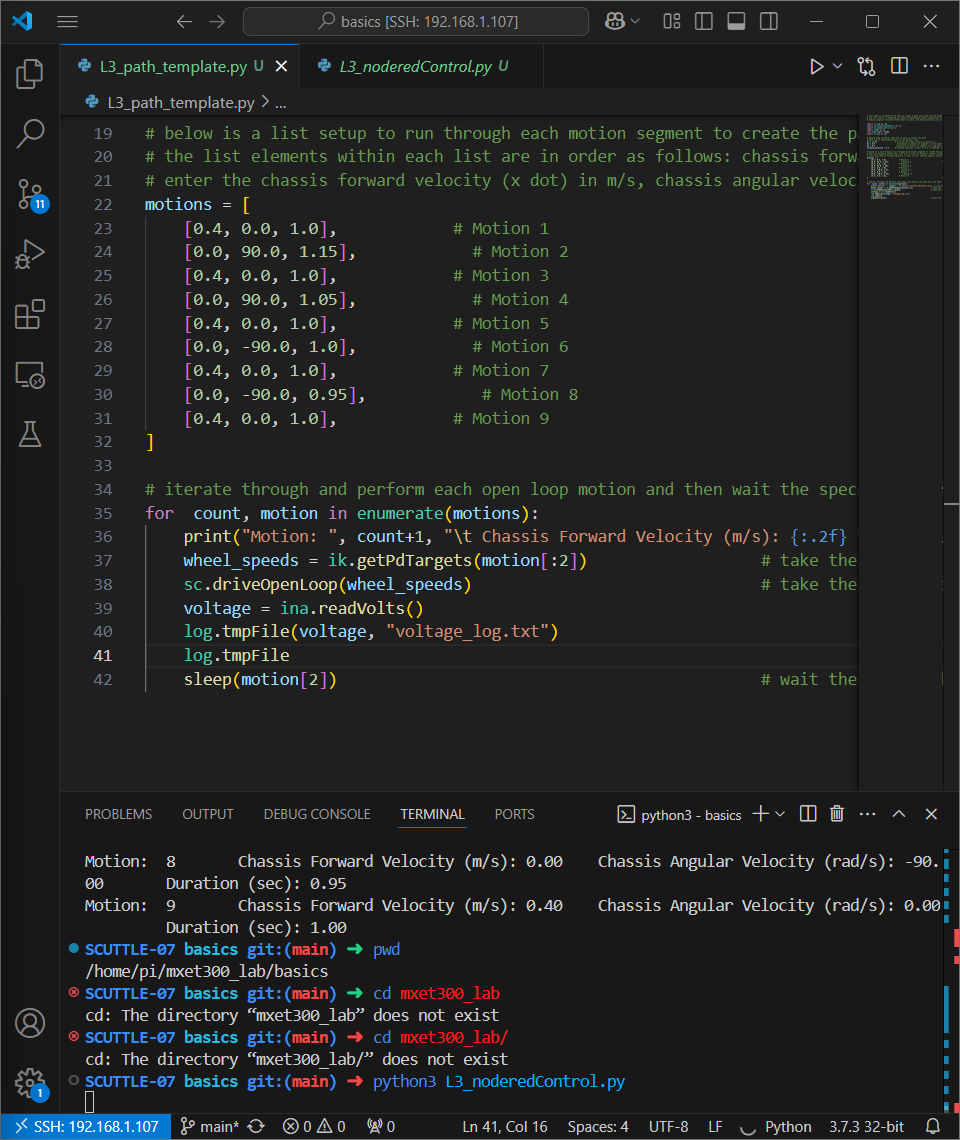 basics [SSH: 192.168.1.107]
L3_path_template.py U
L3_noderedControl.py U
L3_path_template.py > ...
19 # below is a list setup to run through each motion segment to create the p
20 # the list elements within each list are in order as follows: chassis forw
21 # enter the chassis forward velocity (x dot) in m/s, chassis angular veloc
22 motions = [
23 [0.4, 0.0, 1.0], # Motion 1
24 [0.0, 90.0, 1.15], # Motion 2
25 [0.4, 0.0, 1.0], # Motion 3
26 [0.0, 90.0, 1.05], # Motion 4
27 [0.4, 0.0, 1.0], # Motion 5
28 [0.0, -90.0, 1.0], # Motion 6
29 [0.4, 0.0, 1.0], # Motion 7
30 [0.0, -90.0, 0.95], # Motion 8
31 [0.4, 0.0, 1.0], # Motion 9
32 ]
33
34 # iterate through and perform each open loop motion and then wait the spec
35 for  count, motion in enumerate(motions):
36 print("Motion: ", count+1, "\t Chassis Forward Velocity (m/s): {:.2f}
37 wheel_speeds = ik.getPdTargets(motion[:2]) # take the
38 sc.driveOpenLoop(wheel_speeds) # take the
39 voltage = ina.readVolts()
40 log.tmpFile(voltage, "voltage_log.txt")
41 log.tmpFile
42 sleep(motion[2]) # wait the
11
1
PROBLEMS OUTPUT DEBUG CONSOLE TERMINAL PORTS python3 - basics
Motion:  8 Chassis Forward Velocity (m/s): 0.00 Chassis Angular Velocity (rad/s): -90.
00 Duration (sec): 0.95
Motion:  9 Chassis Forward Velocity (m/s): 0.40 Chassis Angular Velocity (rad/s): 0.00
Duration (sec): 1.00
SCUTTLE-07 basics git:(main) ➜ pwd
/home/pi/mxet300_lab/basics
SCUTTLE-07 basics git:(main) ➜ cd mxet300_lab
cd: The directory “mxet300_lab” does not exist
SCUTTLE-07 basics git:(main) ➜ cd mxet300_lab/
cd: The directory “mxet300_lab/” does not exist
SCUTTLE-07 basics git:(main) ➜ python3 L3_noderedControl.py
SSH: 192.168.1.107 main* 0 0 0 Ln 41, Col 16 Spaces: 4 UTF-8 LF Python 3.7.3 32-bit